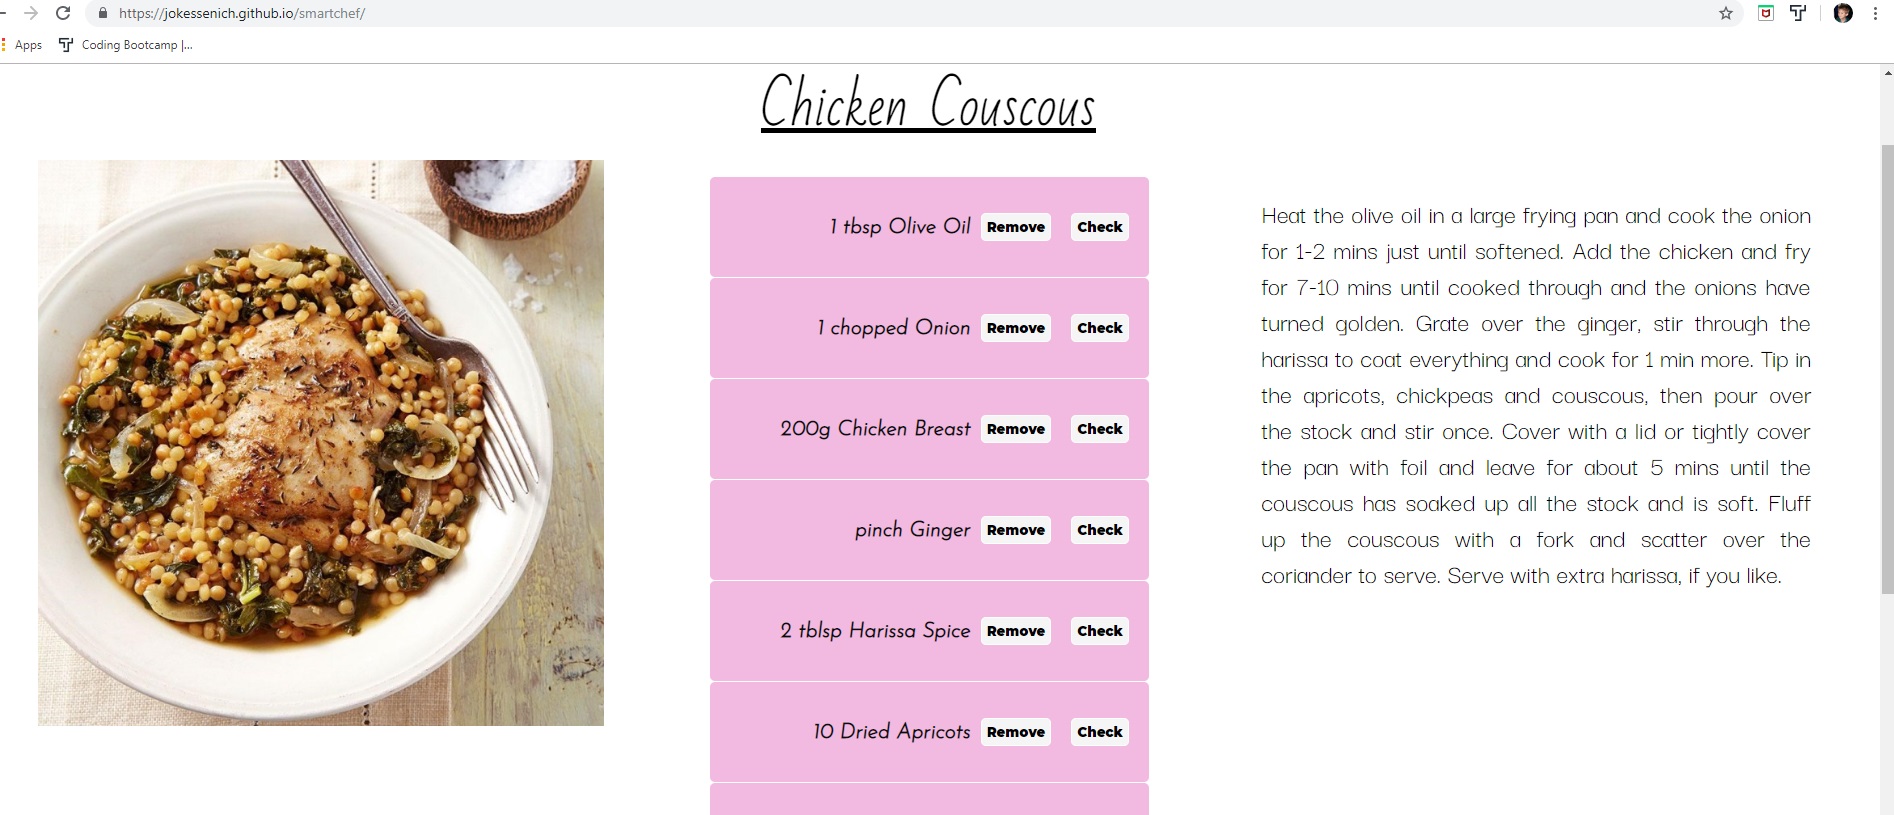 https://jokessenich.github.io/smartchef/
Apps
Coding Bootcamp |...
Chicken Couscous
1 tbsp Olive Oil Remove Check
1 chopped Onion Remove Check
200g Chicken Breast Remove Check
pinch Ginger Remove Check
2 tblsp Harissa Spice Remove Check
10 Dried Apricots Remove Check
Heat the olive oil in a large frying pan and cook the onion
for 1-2 mins just until softened. Add the chicken and fry
for 7-10 mins until cooked through and the onions have
turned golden. Grate over the ginger, stir through the
harissa to coat everything and cook for 1 min more. Tip in
the apricots, chickpeas and couscous, then pour over
the stock and stir once. Cover with a lid or tightly cover
the pan with foil and leave for about 5 mins until the
couscous has soaked up all the stock and is soft. Fluff
up the couscous with a fork and scatter over the
coriander to serve. Serve with extra harissa, if you like.